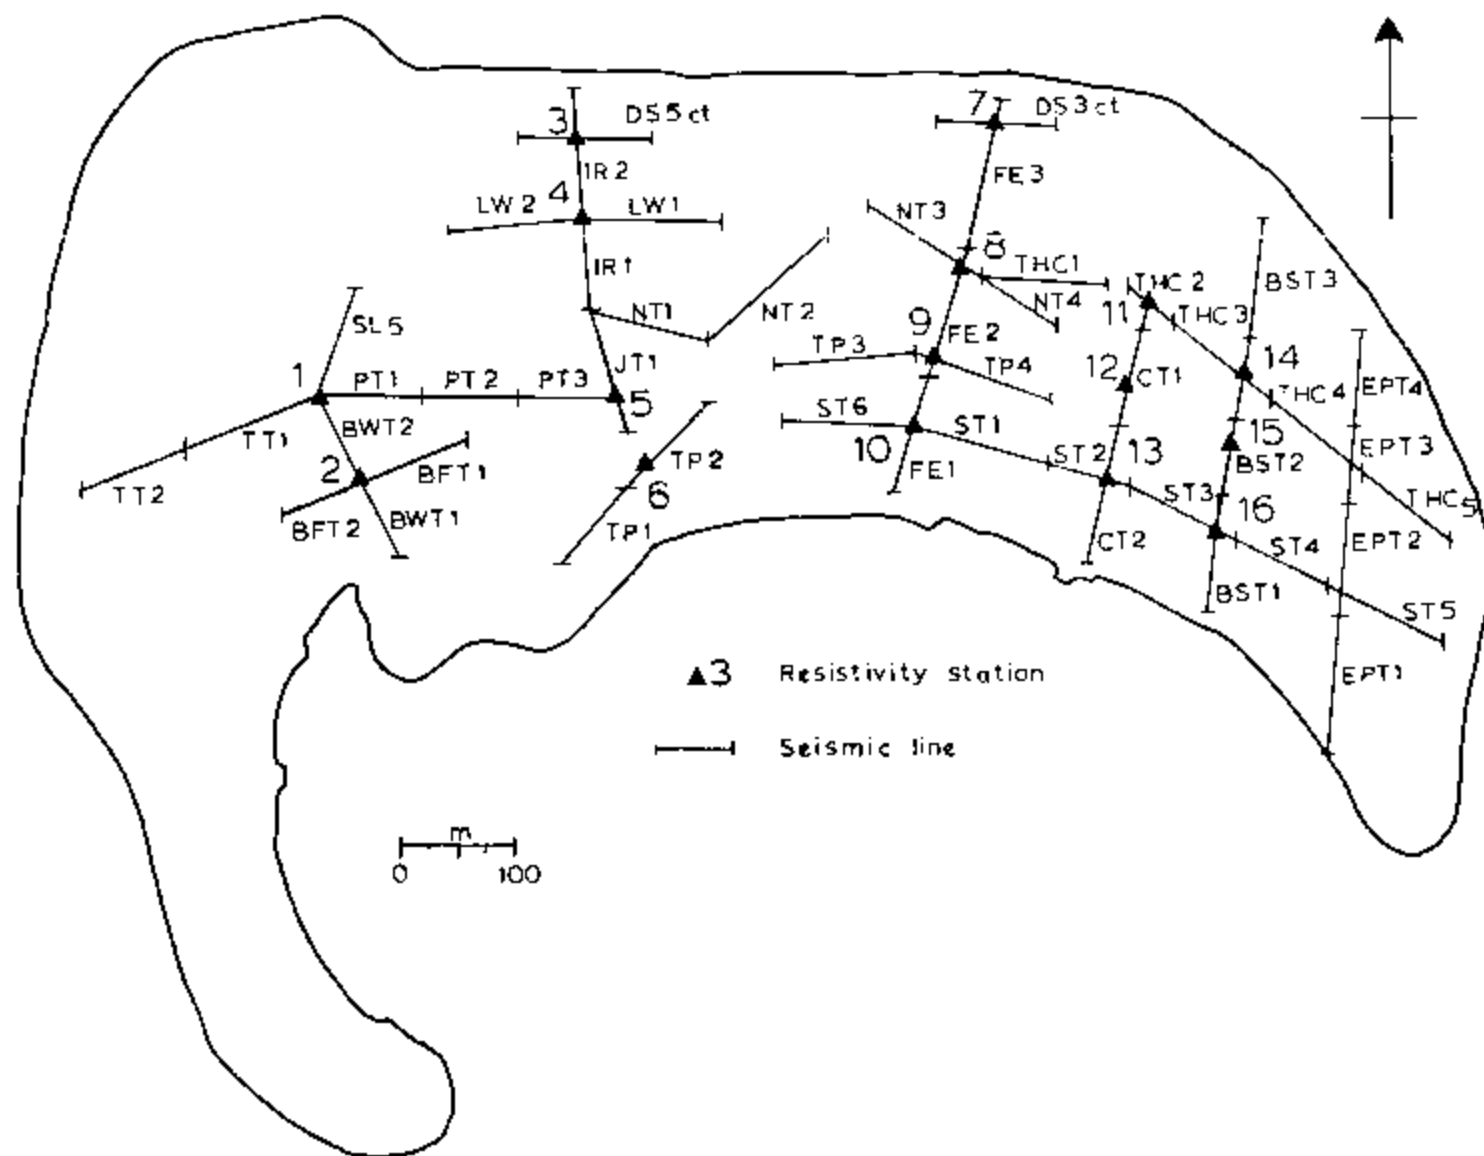 7
DS3ct
3
DS5ct
IR2
FE3
4
LW2
LW1
NT3
8
THC1
THC2
BST3
IR1
NT4
11
THC3
SL5
NT1
NT2
9
FE2
TP3
TP4
14
1
PT1
PT2
PT3
JT1
12
CT1
THC4
EPT4
5
ST6
ST1
15
TT1
BWT2
10
BST2
EPT3
2
BFT1
TP2
ST2
13
TT2
6
FE1
ST3
THC5
BFT2
BWT1
TP1
CT2
16
ST4
EPT2
BST1
ST5
3 Resistivity station
EPT1
Seismic line
m
0 100